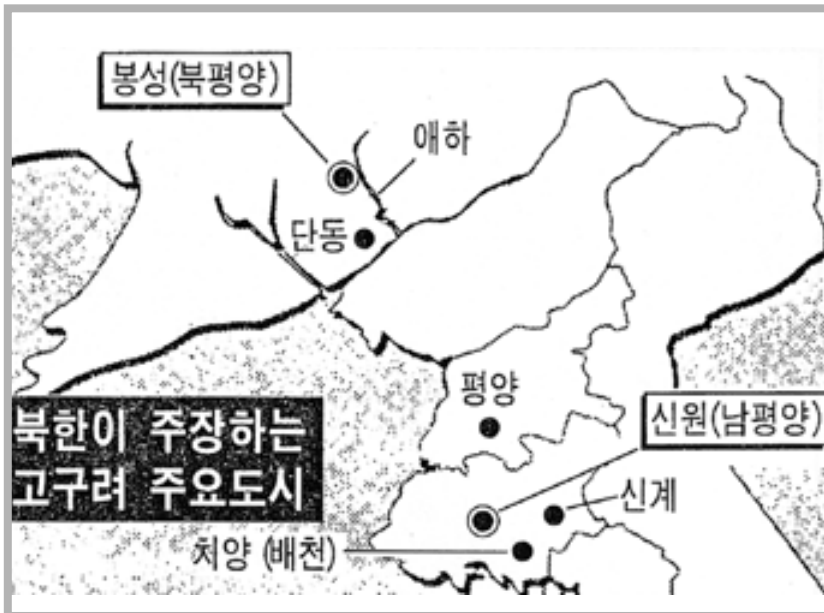 봉성(북평양)
애하
단동
평양
북한이 주장하는
고구려 주요도시
신원(남평양)
신계
치양 (배천)